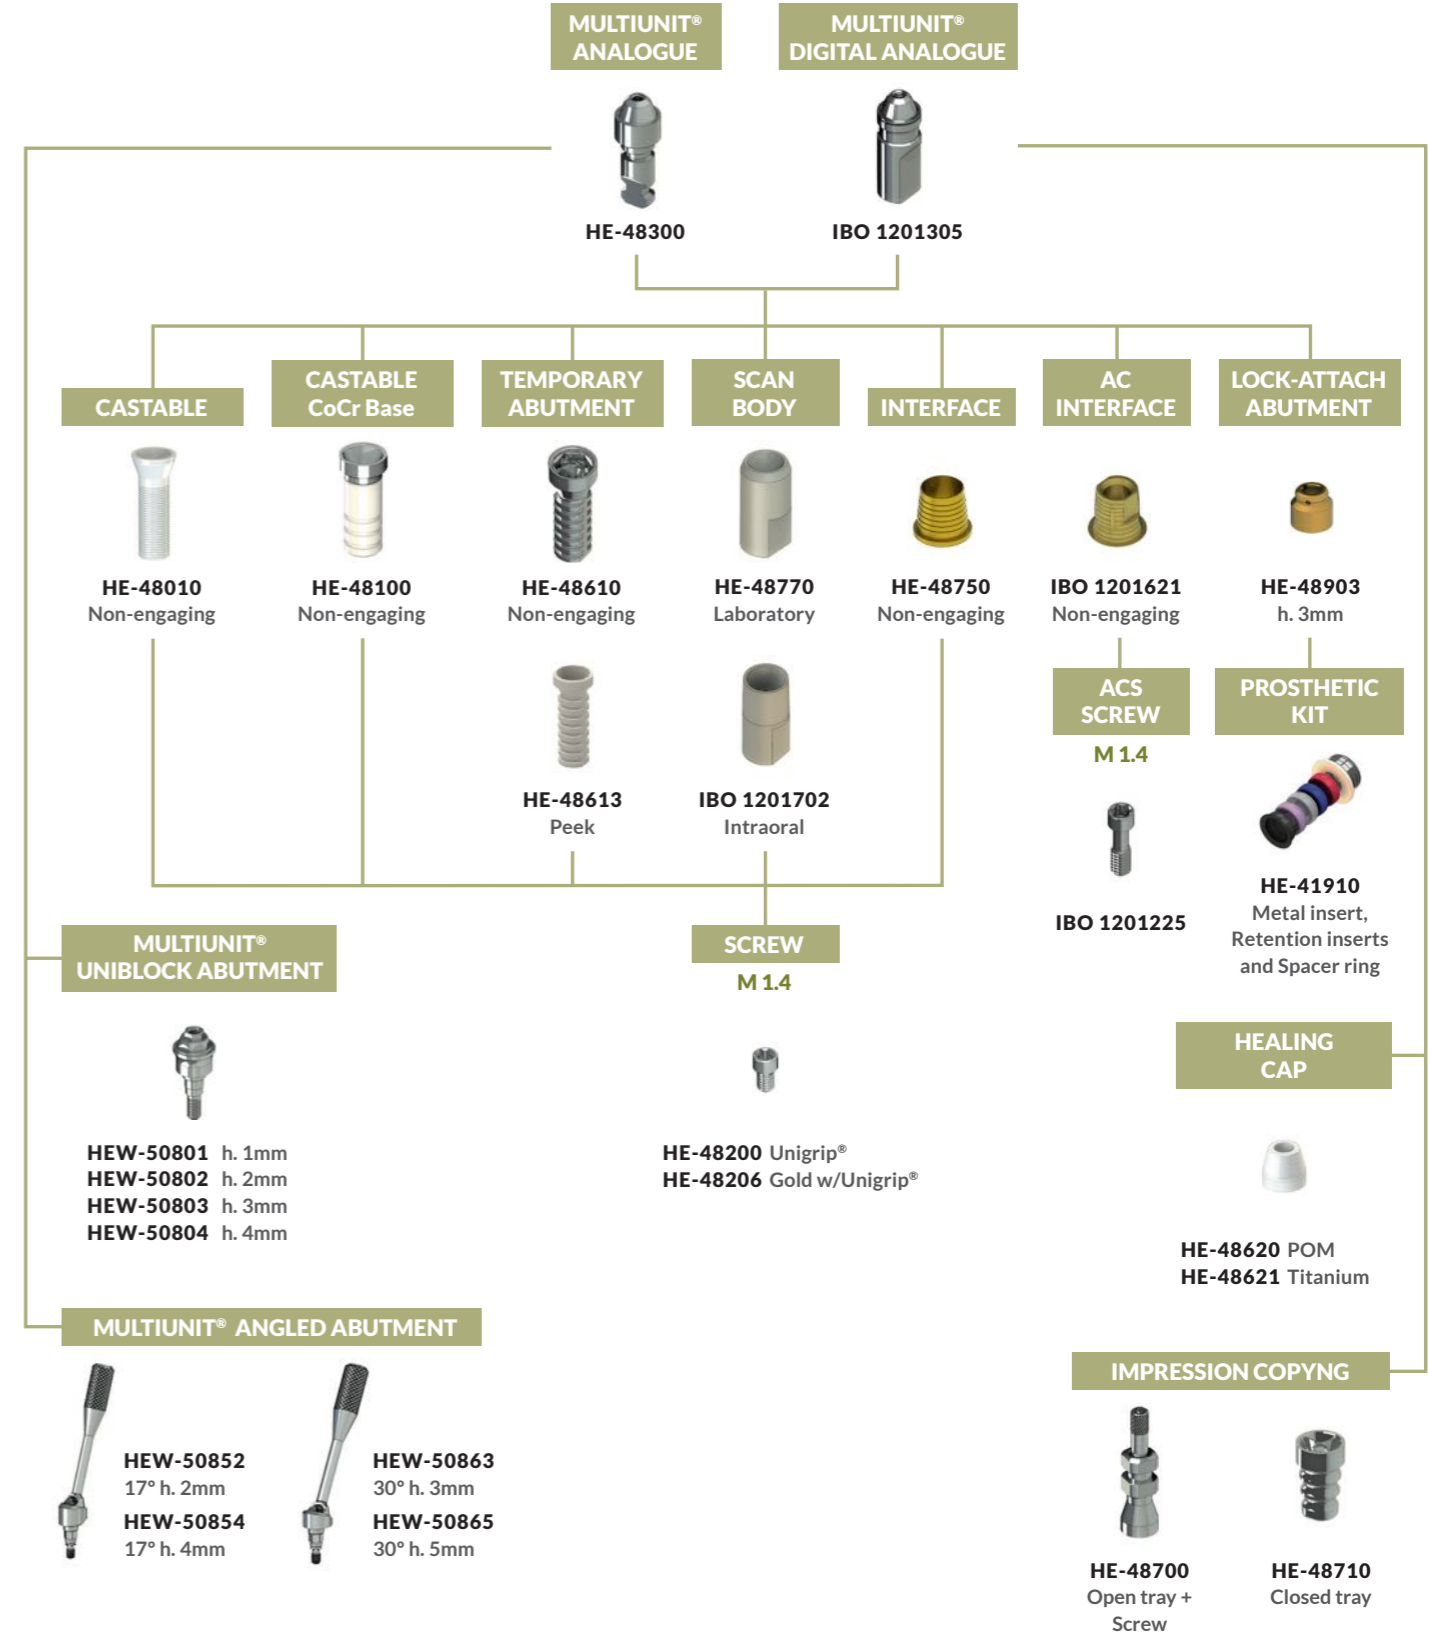 MULTIUNIT®
ANALOGUE
MULTIUNIT®
DIGITAL ANALOGUE
HE-48300
IBO 1201305
CASTABLE
CASTABLE
CoCr Base
TEMPORARY
ABUTMENT
SCAN
BODY
INTERFACE
AC
INTERFACE
LOCK-ATTACH
ABUTMENT
HE-48010
Non-engaging
HE-48100
Non-engaging
HE-48610
Non-engaging
HE-48770
Laboratory
HE-48750
Non-engaging
IBO 1201621
Non-engaging
HE-48903
h. 3mm
HE-48613
Peek
IBO 1201702
Intraoral
ACS
SCREW
M 1.4
IBO 1201225
PROSTHETIC
KIT
HE-41910
Metal insert,
Retention inserts
and Spacer ring
MULTIUNIT®
UNIBLOCK ABUTMENT
HEW-50801 h. 1mm
HEW-50802 h. 2mm
HEW-50803 h. 3mm
HEW-50804 h. 4mm
SCREW
M 1.4
HE-48200 Unigrip®
HE-48206 Gold w/Unigrip®
HEALING
CAP
HE-48620 POM
HE-48621 Titanium
MULTIUNIT® ANGLED ABUTMENT
HEW-50852
17° h. 2mm
HEW-50854
17° h. 4mm
HEW-50863
30° h. 3mm
HEW-50865
30° h. 5mm
IMPRESSION COPYNG
HE-48700
Open tray +
Screw
HE-48710
Closed tray